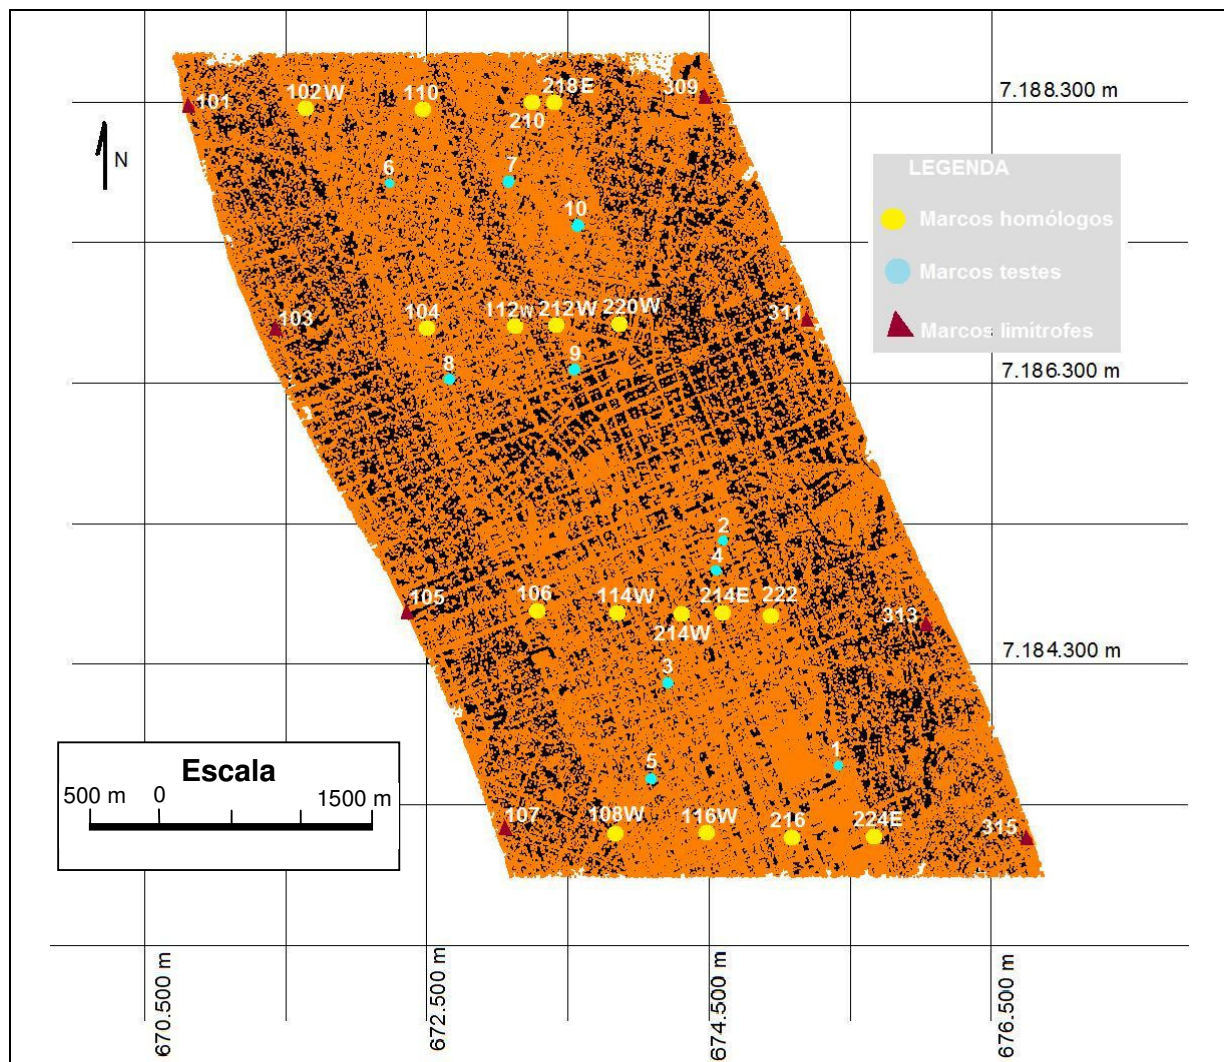 101
102W
110
210
218E
309
7.188.300 m
N
6
7
10
LEGENDA
Marcos homólogos
Marcos testes
Marcos limítrofes
103
104
112W
212W
220W
311
8
9
7.186.300 m
2
4
105
106
114W
214W
214E
222
313
7.184.300 m
3
5
1
107
108W
116W
216
224E
315
Escala
500 m 0 1500 m
670.500 m
672.500 m
674.500 m
676.500 m